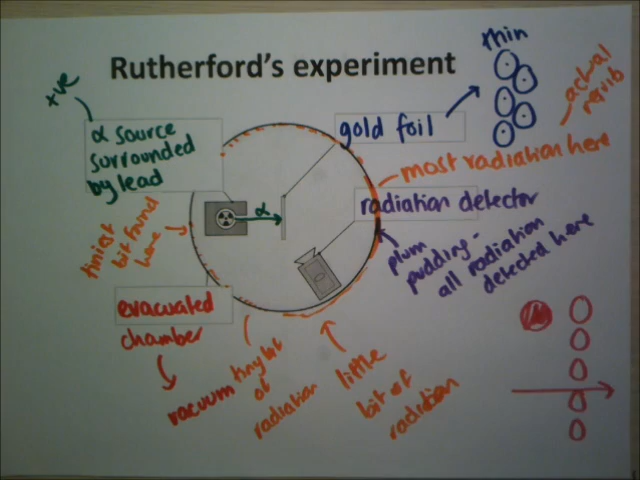 Rutherford's experiment
thin
+ve
α source
surrounded
by lead
gold foil
actual
most radiation here
α
radiation detector
tiniest
bit found
here
plum
pudding -
all radiation
detected here
evacuated
chamber
vacuum
tiny bit
of
radiation
little
bit of
radiation